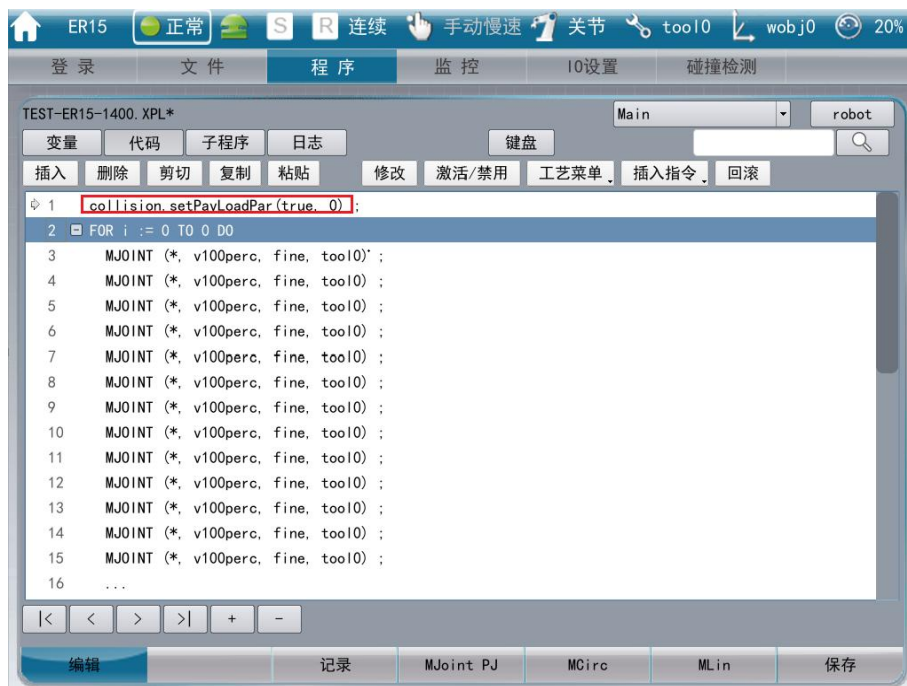 ER15 正常 S R 连续 手动慢速 关节 tool0 wobj0 20%
登录 文件 程序 监控 IO设置 碰撞检测
TEST-ER15-1400.XPL* Main robot
变量 代码 子程序 日志 键盘
插入 删除 剪切 复制 粘贴 修改 激活/禁用 工艺菜单 插入指令 回滚
1 collision.setPayLoadPar(true, 0) ;
2 FOR i := 0 TO 0 DO
3 MJOINT (*, v100perc, fine, tool0) ;
4 MJOINT (*, v100perc, fine, tool0) ;
5 MJOINT (*, v100perc, fine, tool0) ;
6 MJOINT (*, v100perc, fine, tool0) ;
7 MJOINT (*, v100perc, fine, tool0) ;
8 MJOINT (*, v100perc, fine, tool0) ;
9 MJOINT (*, v100perc, fine, tool0) ;
10 MJOINT (*, v100perc, fine, tool0) ;
11 MJOINT (*, v100perc, fine, tool0) ;
12 MJOINT (*, v100perc, fine, tool0) ;
13 MJOINT (*, v100perc, fine, tool0) ;
14 MJOINT (*, v100perc, fine, tool0) ;
15 MJOINT (*, v100perc, fine, tool0) ;
16 ...
|< < > >| + -
编辑 记录 MJoint PJ MCirc MLin 保存